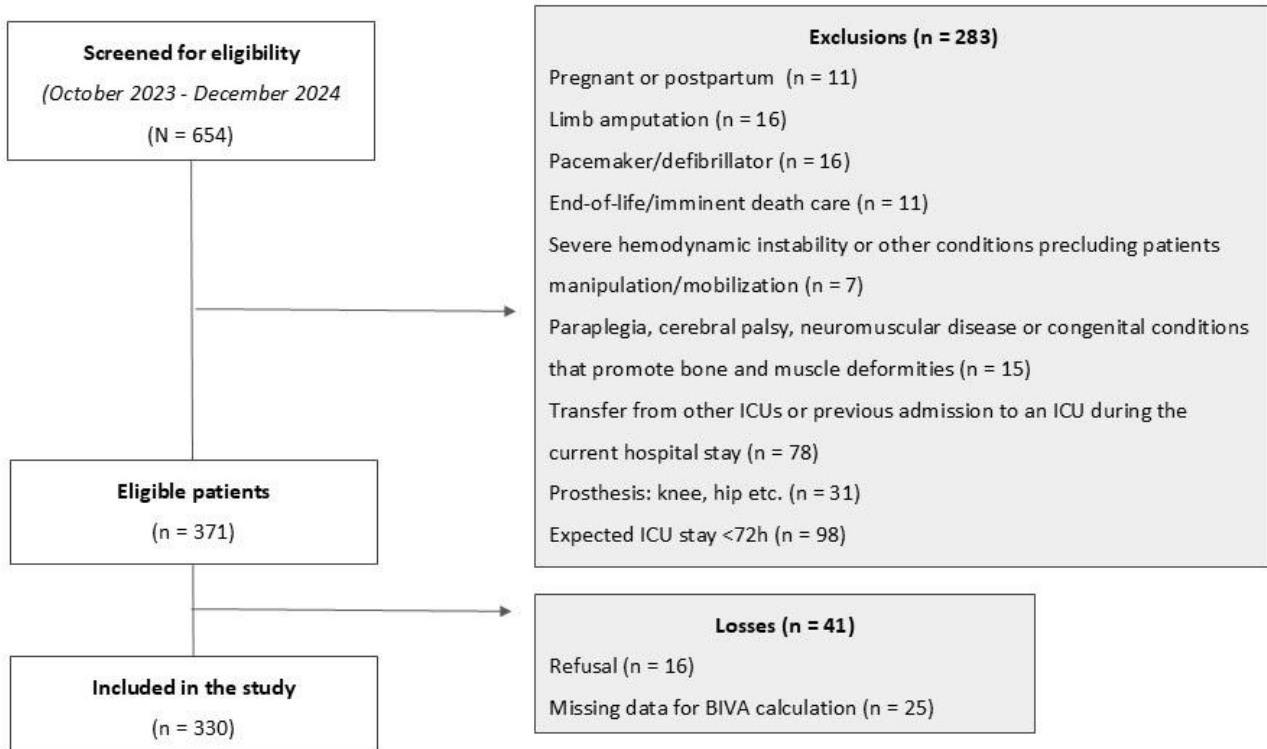 Screened for eligibility
(October 2023 - December 2024
(N = 654)
Exclusions (n = 283)
Pregnant or postpartum (n = 11)
Limb amputation (n = 16)
Pacemaker/defibrillator (n = 16)
End-of-life/imminent death care (n = 11)
Severe hemodynamic instability or other conditions precluding patients
manipulation/mobilization (n = 7)
Paraplegia, cerebral palsy, neuromuscular disease or congenital conditions
that promote bone and muscle deformities (n = 15)
Transfer from other ICUs or previous admission to an ICU during the
current hospital stay (n = 78)
Prosthesis: knee, hip etc. (n = 31)
Expected ICU stay <72h (n = 98)
Eligible patients
(n = 371)
Losses (n = 41)
Refusal (n = 16)
Missing data for BIVA calculation (n = 25)
Included in the study
(n = 330)